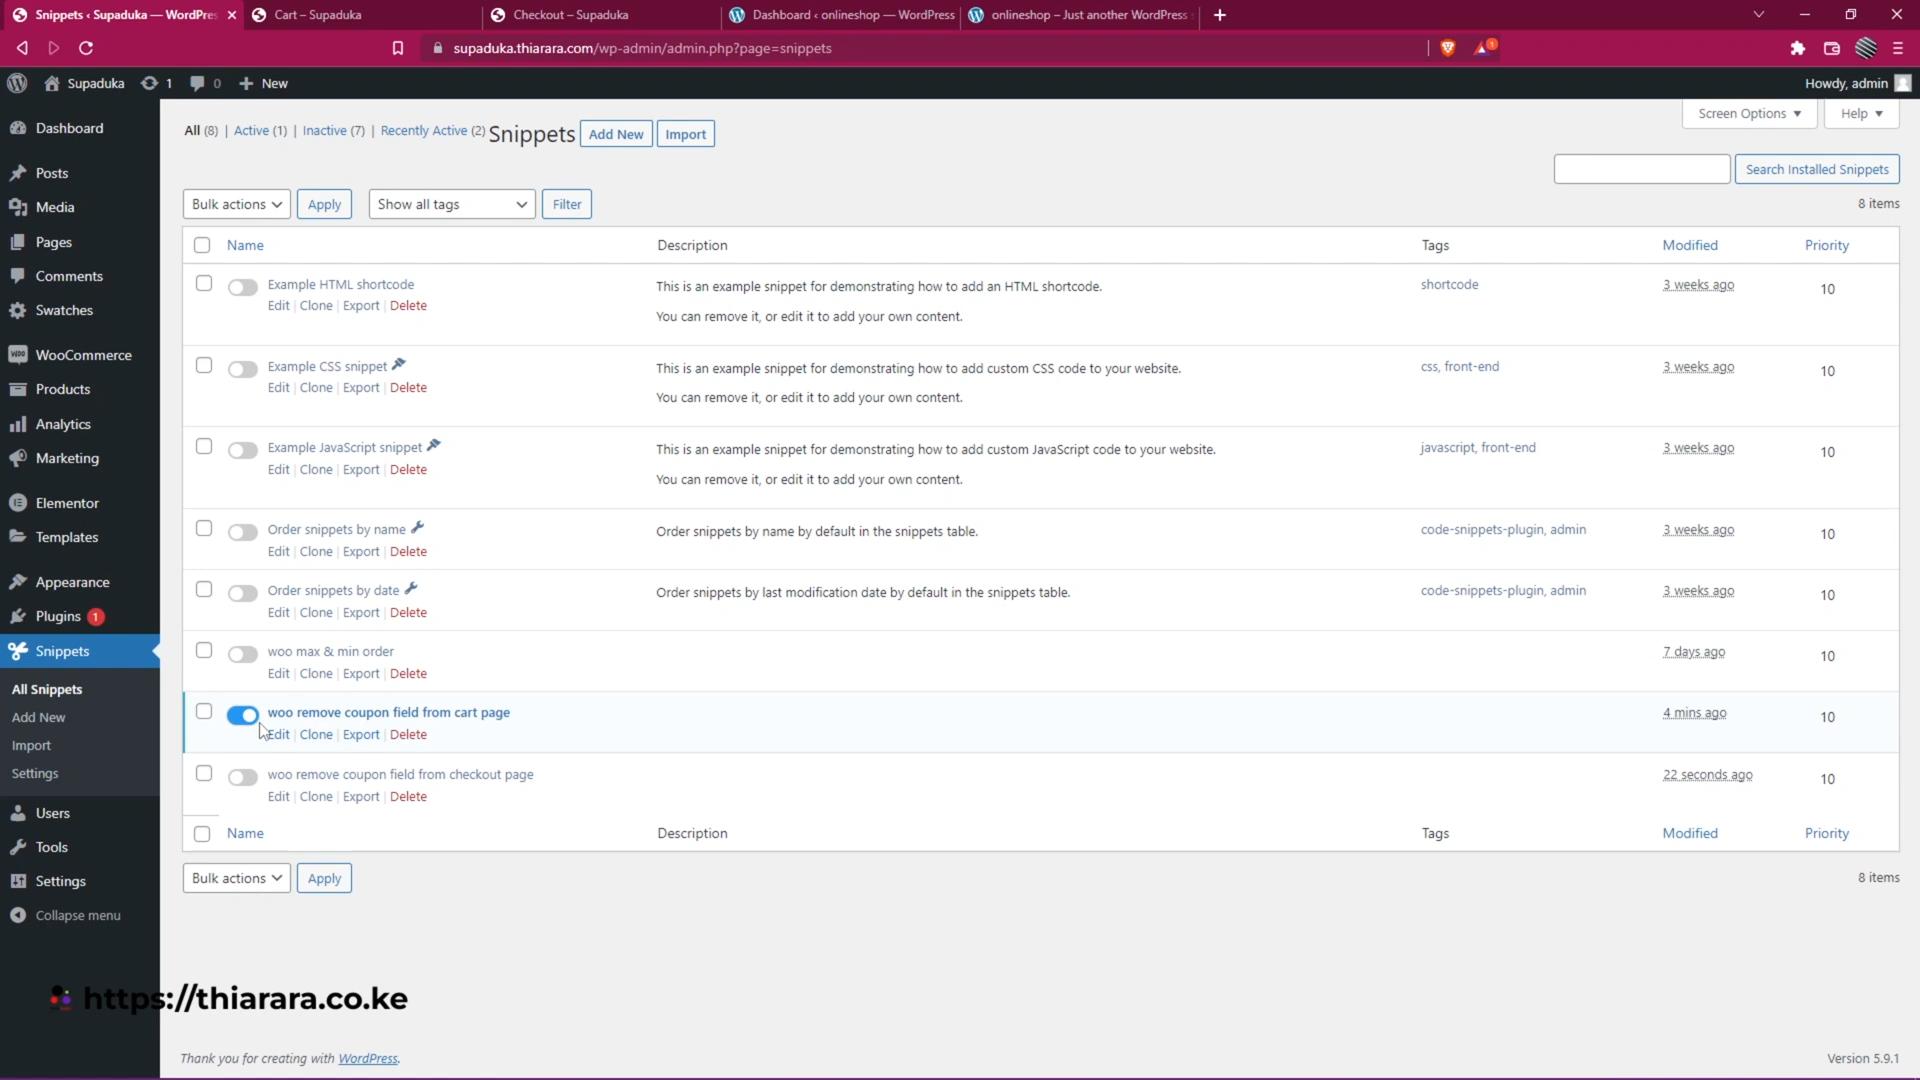 Snippets ‹ Supaduka — WordPres
Cart – Supaduka
Checkout – Supaduka
Dashboard ‹ onlineshop — WordPress
onlineshop – Just another WordPress
supaduka.thiarara.com/wp-admin/admin.php?page=snippets
1
Supaduka
1
0
New
Howdy, admin
Dashboard
Posts
Media
Pages
Comments
Swatches
WooCommerce
Products
Analytics
Marketing
Elementor
Templates
Appearance
Plugins 1
Snippets
All Snippets
Add New
Import
Settings
Users
Tools
Settings
Collapse menu
All (8) | Active (1) | Inactive (7) | Recently Active (2)
Snippets
Add New
Import
Screen Options
Help
Search Installed Snippets
Bulk actions
Apply
Show all tags
Filter
8 items
Name Description Tags Modified Priority
Example HTML shortcode
Edit | Clone | Export | Delete
This is an example snippet for demonstrating how to add an HTML shortcode.
You can remove it, or edit it to add your own content.
shortcode
3 weeks ago
10
Example CSS snippet
Edit | Clone | Export | Delete
This is an example snippet for demonstrating how to add custom CSS code to your website.
You can remove it, or edit it to add your own content.
css, front-end
3 weeks ago
10
Example JavaScript snippet
Edit | Clone | Export | Delete
This is an example snippet for demonstrating how to add custom JavaScript code to your website.
You can remove it, or edit it to add your own content.
javascript, front-end
3 weeks ago
10
Order snippets by name
Edit | Clone | Export | Delete
Order snippets by name by default in the snippets table.
code-snippets-plugin, admin
3 weeks ago
10
Order snippets by date
Edit | Clone | Export | Delete
Order snippets by last modification date by default in the snippets table.
code-snippets-plugin, admin
3 weeks ago
10
woo max & min order
Edit | Clone | Export | Delete
7 days ago
10
woo remove coupon field from cart page
Edit | Clone | Export | Delete
4 mins ago
10
woo remove coupon field from checkout page
Edit | Clone | Export | Delete
22 seconds ago
10
Name Description Tags Modified Priority
Bulk actions
Apply
8 items
https://thiarara.co.ke
Thank you for creating with WordPress.
Version 5.9.1